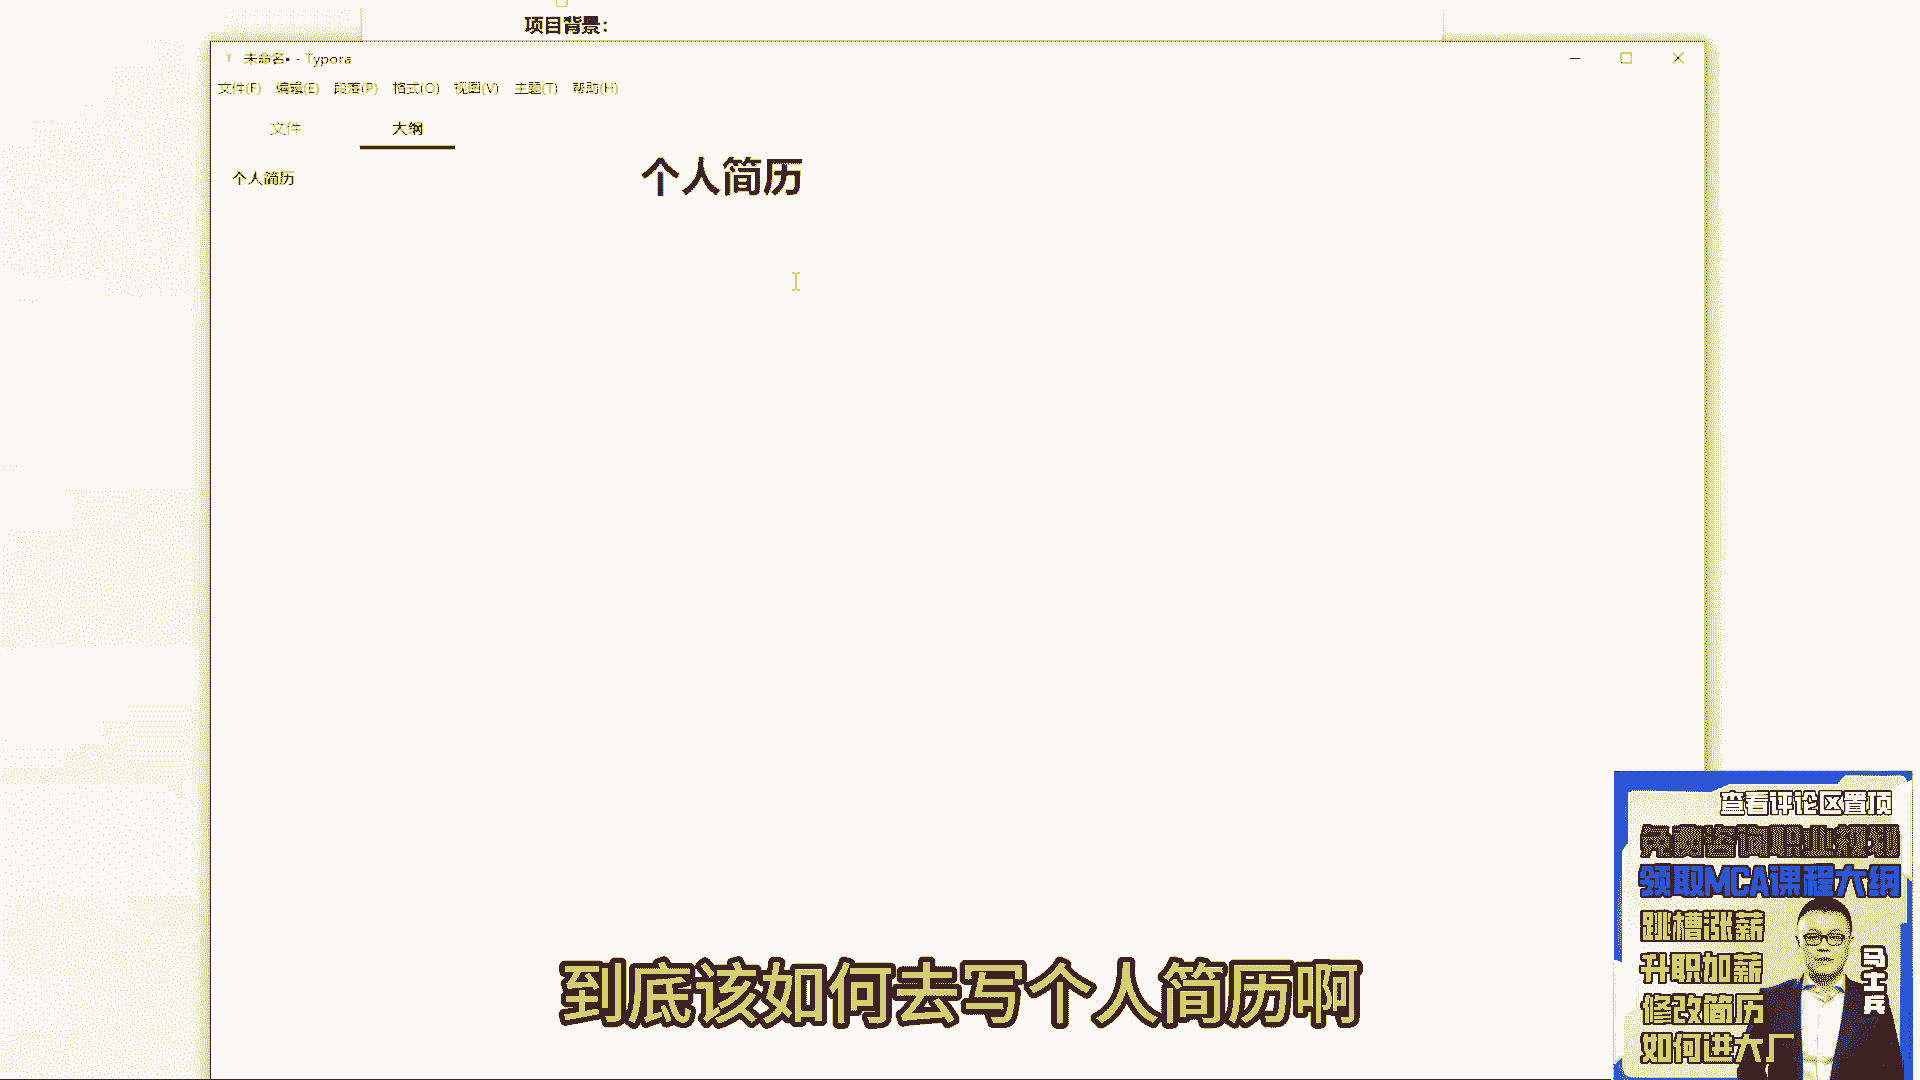 项目背景：
未命名• - Typora
文件(F) 编辑(E) 段落(P) 格式(O) 视图(V) 主题(T) 帮助(H)
文件 大纲
个人简历
个人简历
到底该如何去写个人简历啊
查看评论区置顶
免费咨询职业规划
领取MCA课程大纲
跳槽涨薪
升职加薪
修改简历
如何进大厂
马士兵